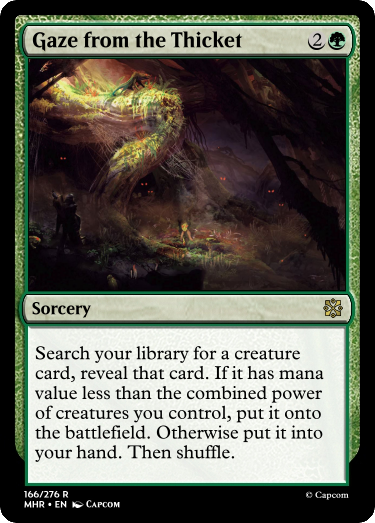 Gaze from the Thicket 2
Sorcery
Search your library for a creature
card, reveal that card. If it has mana
value less than the combined power
of creatures you control, put it onto
the battlefield. Otherwise put it into
your hand. Then shuffle.
166/276 R
MHR • EN CAPCOM
© Capcom